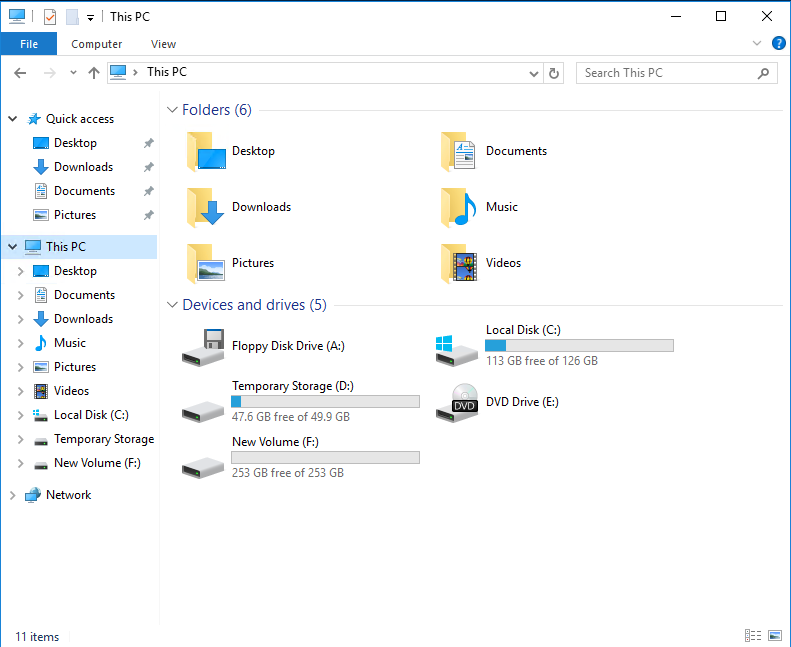 This PC
File Computer View
This PC
Search This PC
Quick access
Desktop
Downloads
Documents
Pictures
This PC
Desktop
Documents
Downloads
Music
Pictures
Videos
Local Disk (C:)
Temporary Storage
New Volume (F:)
Network
Folders (6)
Desktop
Documents
Downloads
Music
Pictures
Videos
Devices and drives (5)
Floppy Disk Drive (A:)
Local Disk (C:)
113 GB free of 126 GB
Temporary Storage (D:)
47.6 GB free of 49.9 GB
DVD
DVD Drive (E:)
New Volume (F:)
253 GB free of 253 GB
11 items